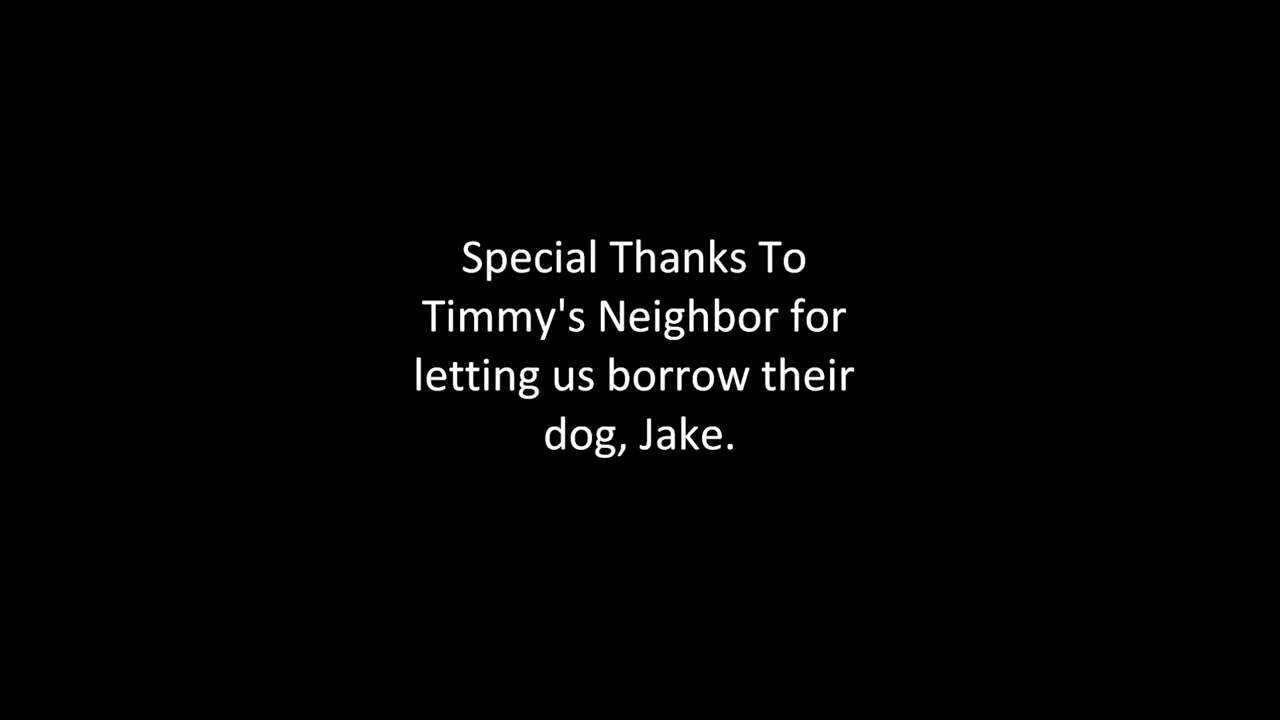 Special Thanks To
Timmy's Neighbor for
letting us borrow their
dog, Jake.